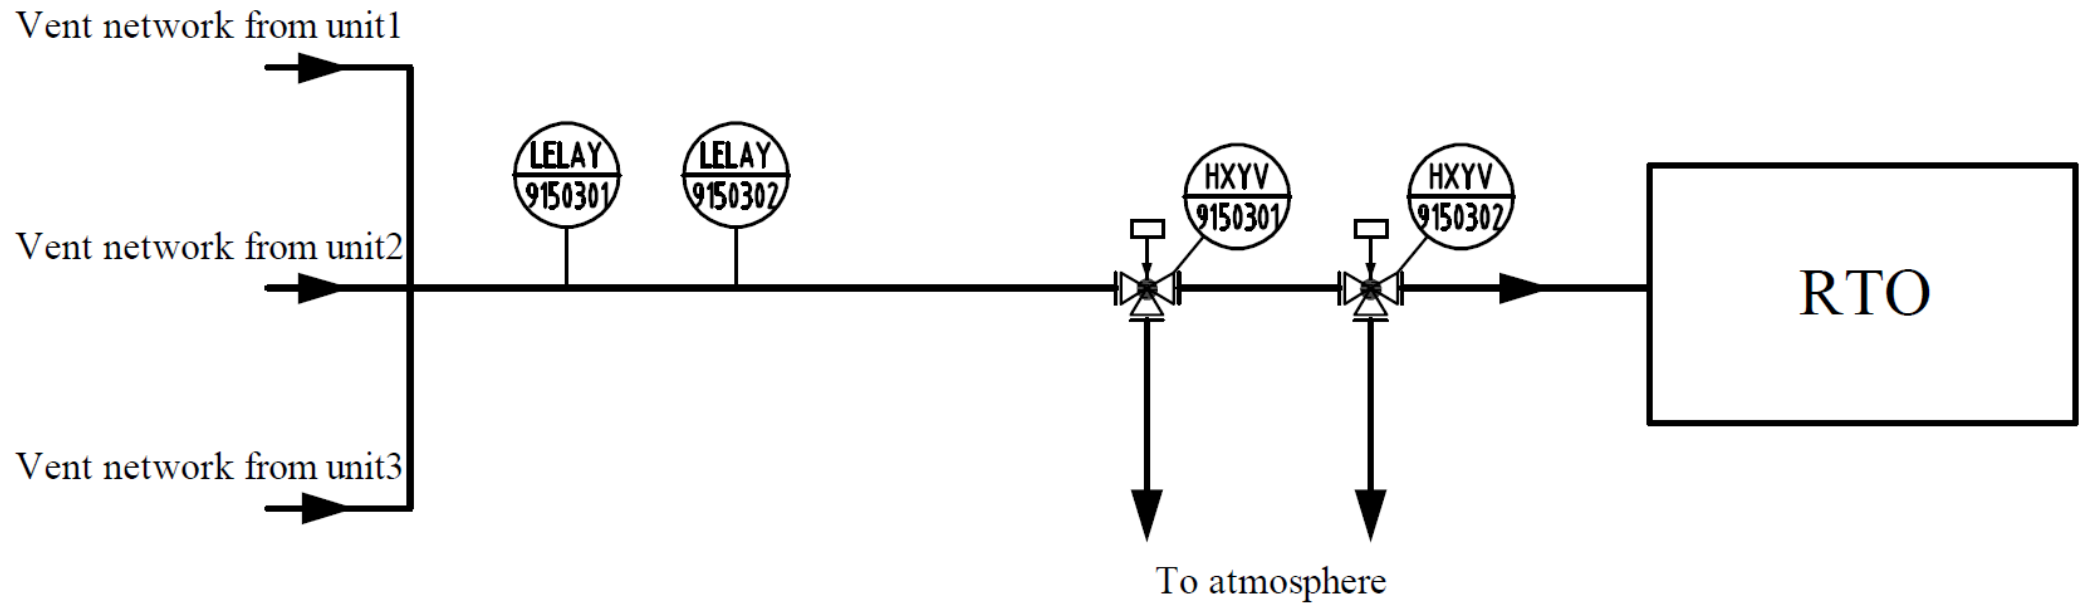 Vent network from unit1
LELAY
9150301
LELAY
9150302
HXYV
9150301
HXYV
9150302
Vent network from unit2
RTO
Vent network from unit3
To atmosphere